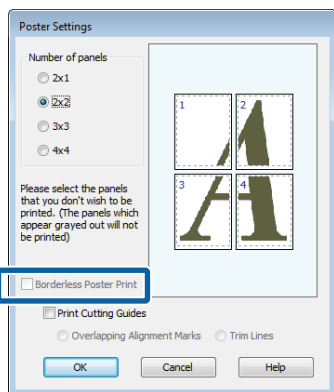 Poster Settings
Number of panels
2x1
2x2
3x3
4x4
1
2
3
4
Please select the panels
that you don't wish to be
printed. (The panels which
appear grayed out will not
be printed)
Borderless Poster Print
Print Cutting Guides
Overlapping Alignment Marks
Trim Lines
OK
Cancel
Help